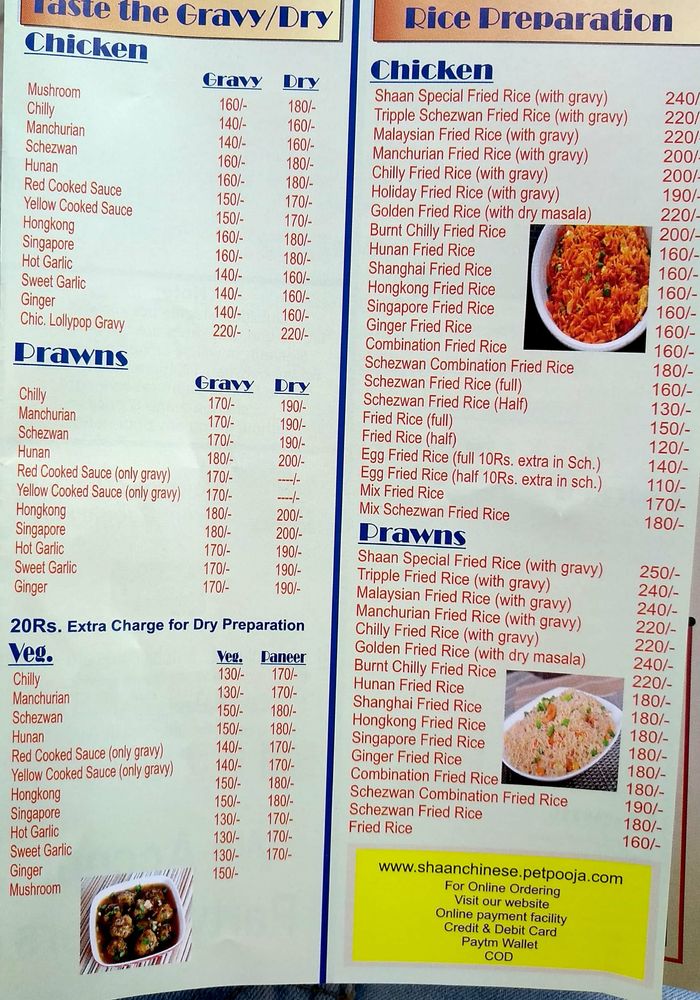 Taste the Gravy/Dry
Chicken
Gravy Dry
Mushroom 160/- 180/-
Chilly 140/- 160/-
Manchurian 140/- 160/-
Schezwan 160/- 180/-
Hunan 160/- 180/-
Red Cooked Sauce 150/- 170/-
Yellow Cooked Sauce 150/- 170/-
Hongkong 160/- 180/-
Singapore 160/- 180/-
Hot Garlic 140/- 160/-
Sweet Garlic 140/- 160/-
Ginger 140/- 160/-
Chic. Lollypop Gravy 220/- 220/-
Prawns
Gravy Dry
Chilly 170/- 190/-
Manchurian 170/- 190/-
Schezwan 170/- 190/-
Hunan 180/- 200/-
Red Cooked Sauce (only gravy) 170/- ----/-
Yellow Cooked Sauce (only gravy) 170/- ----/-
Hongkong 180/- 200/-
Singapore 180/- 200/-
Hot Garlic 170/- 190/-
Sweet Garlic 170/- 190/-
Ginger 170/- 190/-
20Rs. Extra Charge for Dry Preparation
Veg.
Veg. Paneer
Chilly 130/- 170/-
Manchurian 130/- 170/-
Schezwan 150/- 180/-
Hunan 150/- 180/-
Red Cooked Sauce (only gravy) 140/- 170/-
Yellow Cooked Sauce (only gravy) 140/- 170/-
Hongkong 150/- 180/-
Singapore 150/- 180/-
Hot Garlic 130/- 170/-
Sweet Garlic 130/- 170/-
Ginger 130/- 170/-
Mushroom 150/-
Rice Preparation
Chicken
Shaan Special Fried Rice (with gravy) 240/
Tripple Schezwan Fried Rice (with gravy) 220/
Malaysian Fried Rice (with gravy) 220/
Manchurian Fried Rice (with gravy) 200/
Chilly Fried Rice (with gravy) 200/
Holiday Fried Rice (with gravy) 190/
Golden Fried Rice (with dry masala) 220/-
Burnt Chilly Fried Rice 200/-
Hunan Fried Rice 160/-
Shanghai Fried Rice 160/-
Hongkong Fried Rice 160/-
Singapore Fried Rice 160/-
Ginger Fried Rice 160/-
Combination Fried Rice 160/-
Schezwan Combination Fried Rice 180/-
Schezwan Fried Rice (full) 160/-
Schezwan Fried Rice (Half) 130/-
Fried Rice (full) 150/-
Fried Rice (half) 120/-
Egg Fried Rice (full 10Rs. extra in Sch.) 140/-
Egg Fried Rice (half 10Rs. extra in sch.) 110/-
Mix Fried Rice 170/-
Mix Schezwan Fried Rice 180/-
Prawns
Shaan Special Fried Rice (with gravy) 250/-
Tripple Fried Rice (with gravy) 240/-
Malaysian Fried Rice (with gravy) 240/-
Manchurian Fried Rice (with gravy) 220/-
Chilly Fried Rice (with gravy) 220/-
Golden Fried Rice (with dry masala) 240/-
Burnt Chilly Fried Rice 220/-
Hunan Fried Rice 180/-
Shanghai Fried Rice 180/-
Hongkong Fried Rice 180/-
Singapore Fried Rice 180/-
Ginger Fried Rice 180/-
Combination Fried Rice 180/-
Schezwan Combination Fried Rice 190/-
Schezwan Fried Rice 180/-
Fried Rice 160/-
www.shaanchinese.petpooja.com
For Online Ordering
Visit our website
Online payment facility
Credit & Debit Card
Paytm Wallet
COD